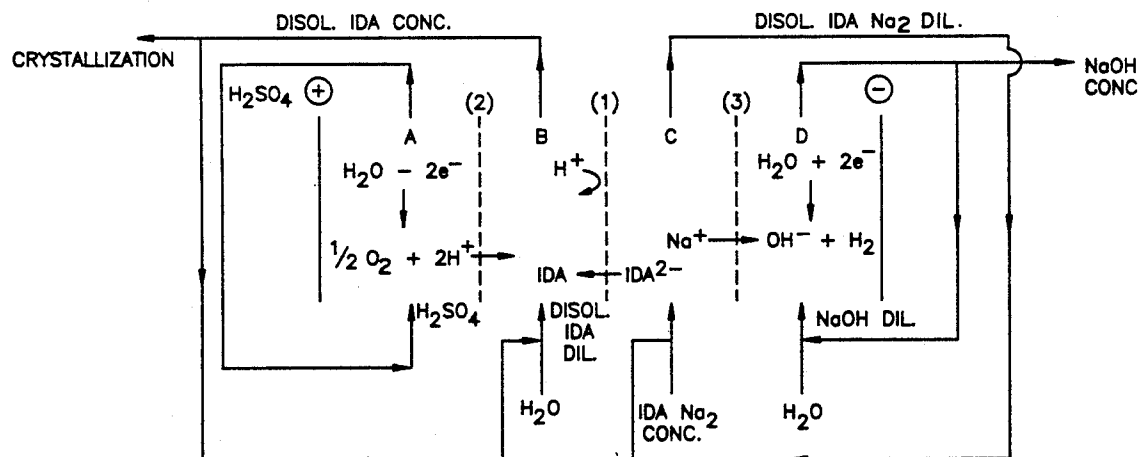 DISOL. IDA CONC.
DISOL. IDA Na2 DIL.
CRYSTALLIZATION
NaOH
CONC
H2SO4 +
(2)
(1)
(3)
−
A
B
C
D
H2O − 2e−
H+
H2O + 2e−
1/2 O2 + 2H+
IDA
IDA2−
Na+
OH− + H2
H2SO4
DISOL.
IDA
DIL.
NaOH DIL.
H2O
IDA Na2
CONC.
H2O